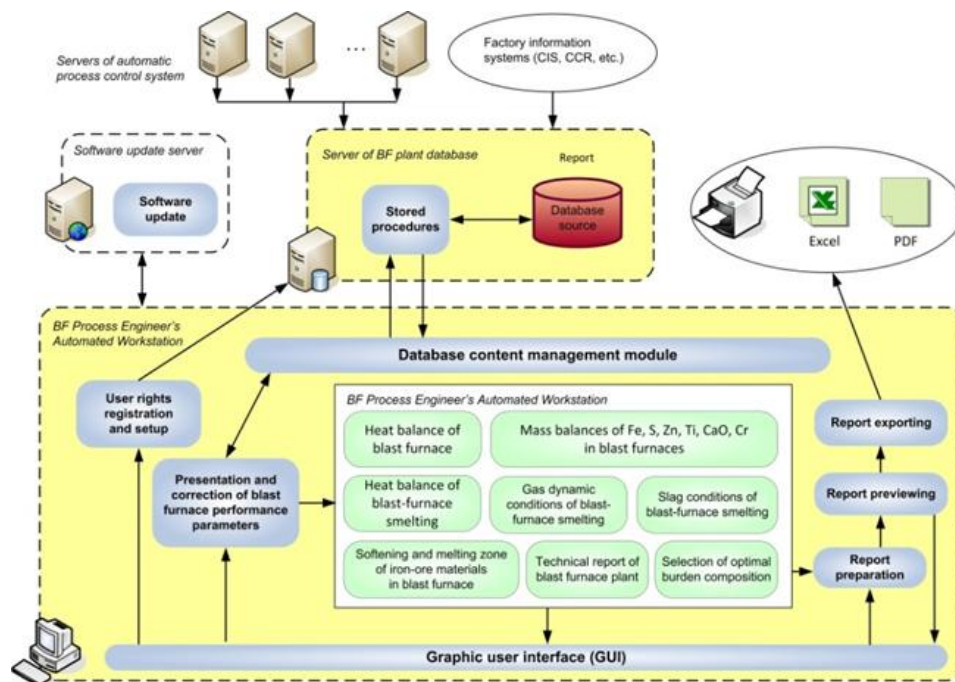 Servers of automatic
process control system
...
Factory information
systems (CIS, CCR, etc.)
Software update server
Software
update
Server of BF plant database
Report
Stored
procedures
Database
source
Excel
PDF
BF Process Engineer's
Automated Workstation
Database content management module
User rights
registration
and setup
Presentation and
correction of blast
furnace performance
parameters
BF Process Engineer's Automated Workstation
Heat balance of
blast furnace
Mass balances of Fe, S, Zn, Ti, CaO, Cr
in blast furnaces
Heat balance of
blast-furnace
smelting
Gas dynamic
conditions of blast-
furnace smelting
Slag conditions of
blast-furnace smelting
Softening and melting zone
of iron-ore materials
in blast furnace
Technical report of
blast furnace plant
Selection of optimal
burden composition
Report exporting
Report previewing
Report
preparation
Graphic user interface (GUI)